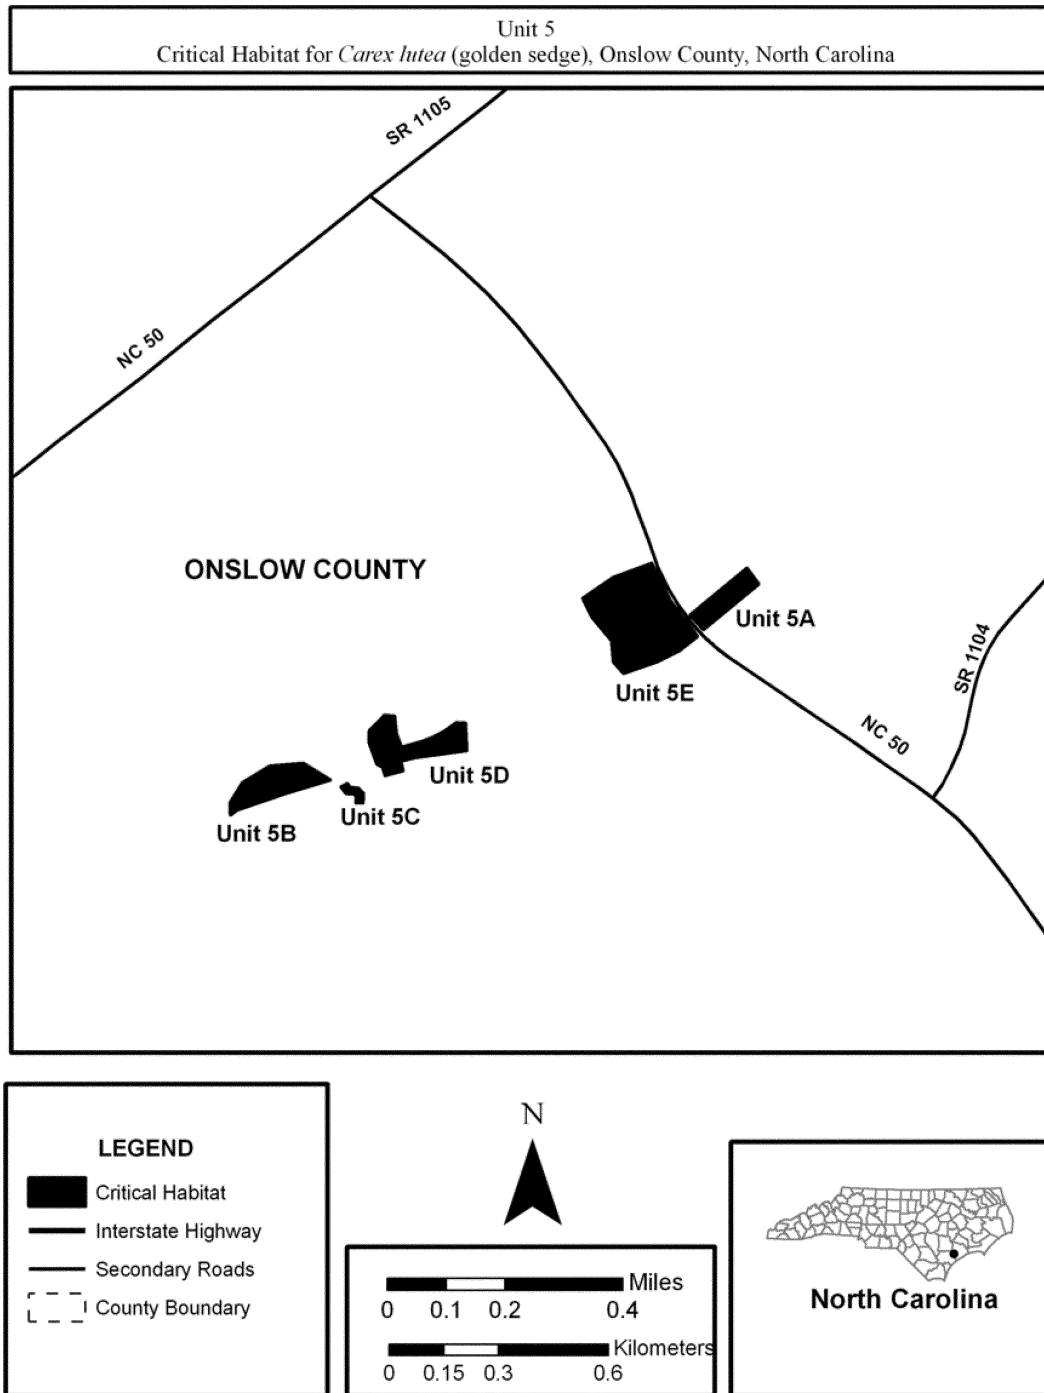 Unit 5
Critical Habitat for Carex lutea (golden sedge), Onslow County, North Carolina
SR 1105
NC 50
ONSLOW COUNTY
Unit 5A
SR 1104
Unit 5E
NC 50
Unit 5D
Unit 5C
Unit 5B
LEGEND
Critical Habitat
Interstate Highway
Secondary Roads
County Boundary
N
Miles
0 0.1 0.2 0.4
Kilometers
0 0.15 0.3 0.6
North Carolina